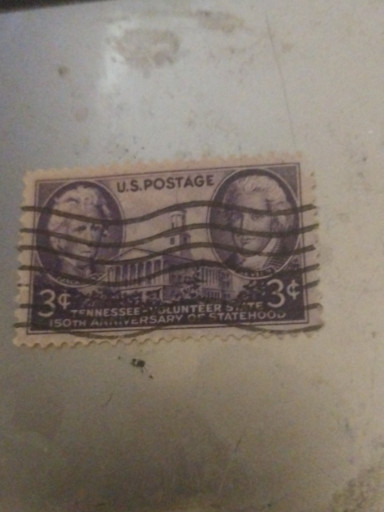 U.S. POSTAGE
3¢ 3¢
TENNESSEE-VOLUNTEER STATE
150TH ANNIVERSARY OF STATEHOOD